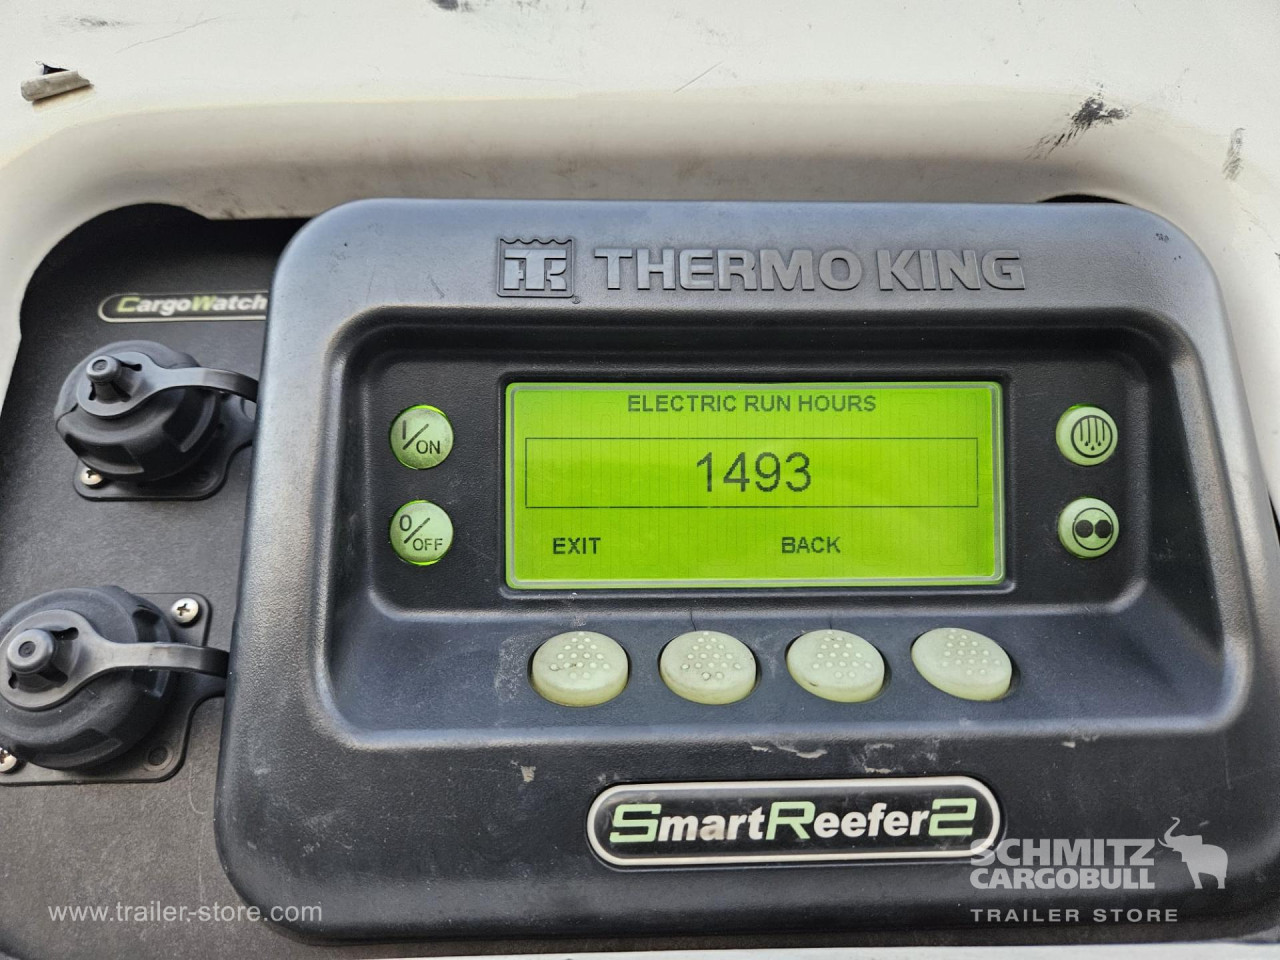 TK THERMO KING
CargoWatch
ELECTRIC RUN HOURS
I/ON
1493
O/OFF
EXIT BACK
SmartReefer2
SCHMITZ
CARGOBULL
www.trailer-store.com
TRAILER STORE